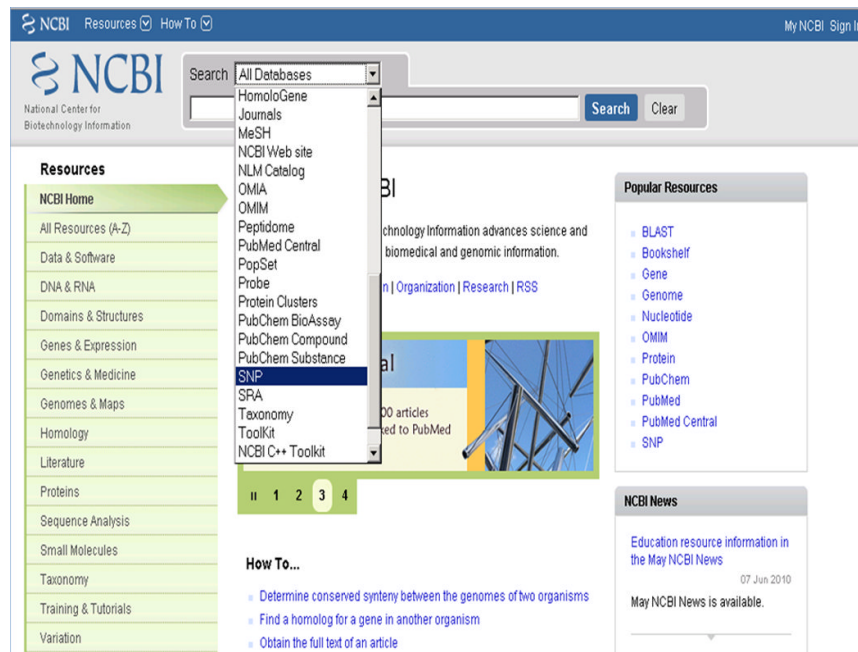 NCBI Resources How To My NCBI Sign In
NCBI
National Center for
Biotechnology Information
Search All Databases
Search Clear
HomoloGene
Journals
MeSH
NCBI Web site
NLM Catalog
OMIA
OMIM
Peptidome
PubMed Central
PopSet
Probe
Protein Clusters
PubChem BioAssay
PubChem Compound
PubChem Substance
SNP
SRA
Taxonomy
ToolKit
NCBI C++ Toolkit
Resources
NCBI Home
All Resources (A-Z)
Data & Software
DNA & RNA
Domains & Structures
Genes & Expression
Genetics & Medicine
Genomes & Maps
Homology
Literature
Proteins
Sequence Analysis
Small Molecules
Taxonomy
Training & Tutorials
Variation
BI
chnology Information advances science and
biomedical and genomic information.
n | Organization | Research | RSS
al
00 articles
ked to PubMed
1 2 3 4
How To...
Determine conserved synteny between the genomes of two organisms
Find a homolog for a gene in another organism
Obtain the full text of an article
Popular Resources
BLAST
Bookshelf
Gene
Genome
Nucleotide
OMIM
Protein
PubChem
PubMed
PubMed Central
SNP
NCBI News
Education resource information in
the May NCBI News
07 Jun 2010
May NCBI News is available.